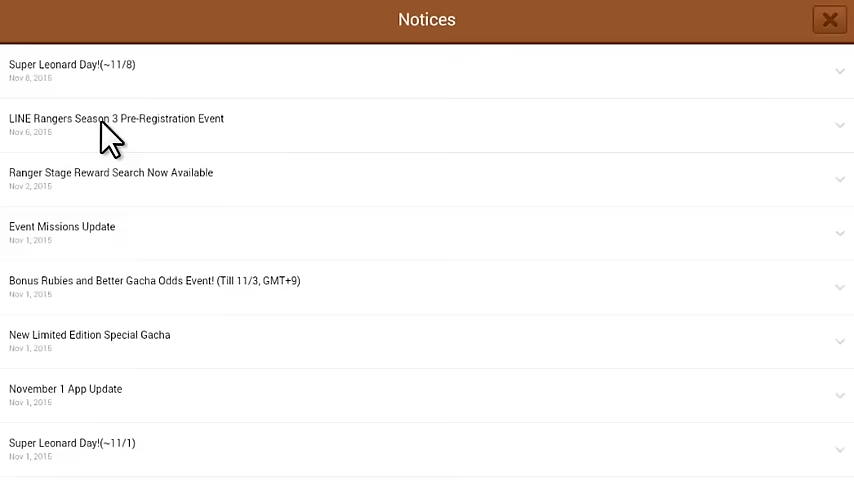 Notices
Super Leonard Day!(~11/8)
Nov 8, 2015
LINE Rangers Season 3 Pre-Registration Event
Nov 6, 2015
Ranger Stage Reward Search Now Available
Nov 2, 2015
Event Missions Update
Nov 1, 2015
Bonus Rubies and Better Gacha Odds Event! (Till 11/3, GMT+9)
Nov 1, 2015
New Limited Edition Special Gacha
Nov 1, 2015
November 1 App Update
Nov 1, 2015
Super Leonard Day!(~11/1)
Nov 1, 2015